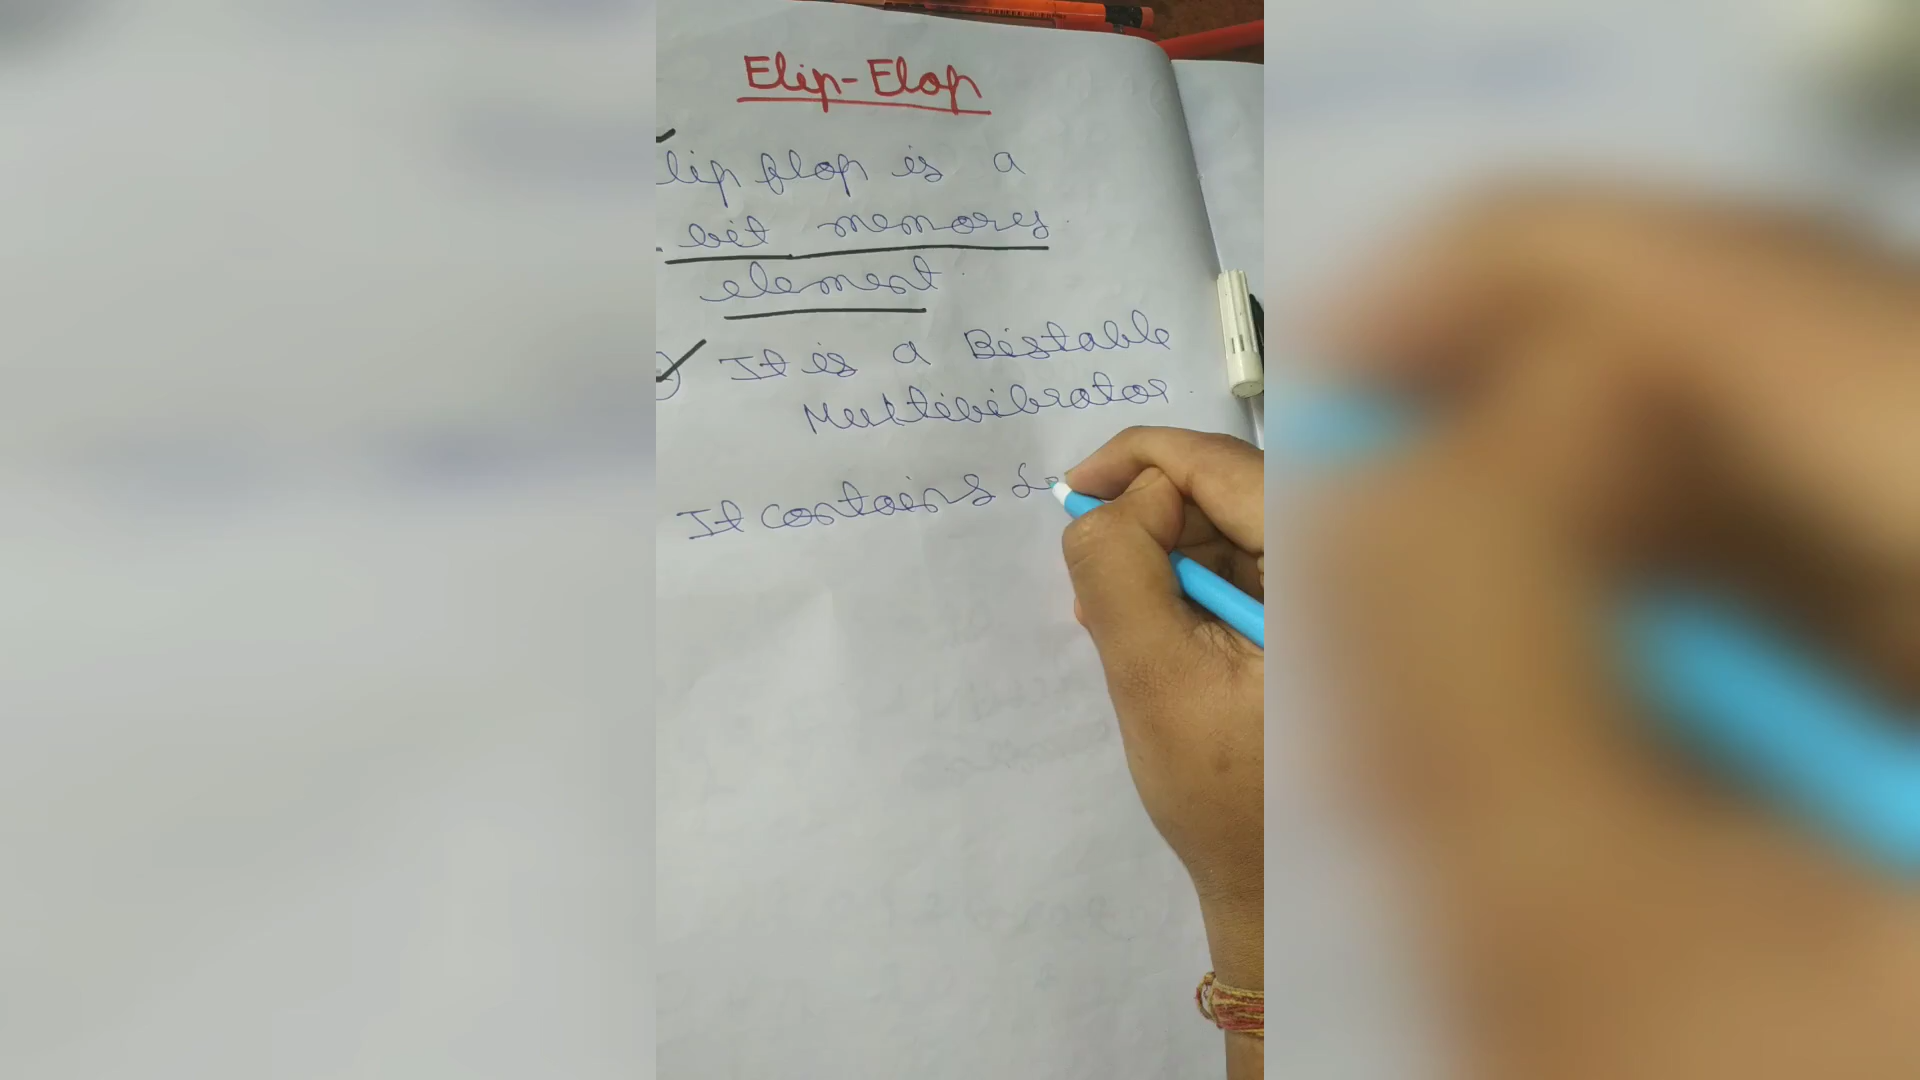 Flip-Flop
lip flop is a
bit memory
element
It is a Bistable
Multivibrator.
It contains